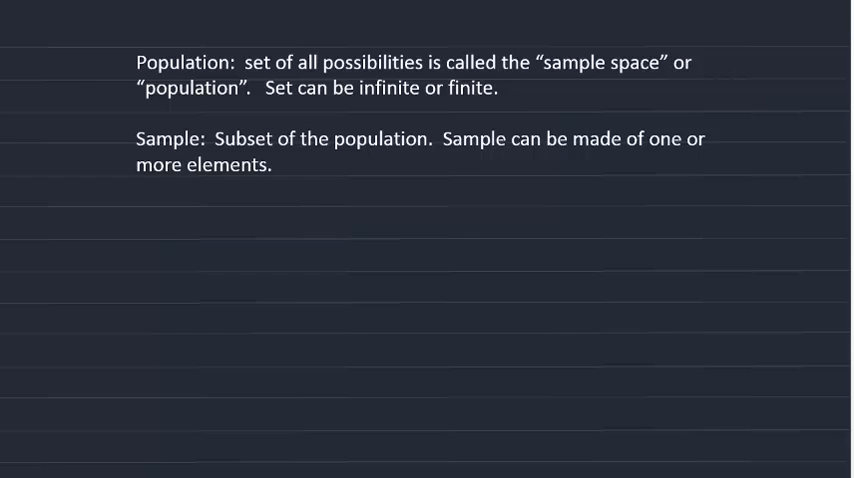 Population:  set of all possibilities is called the “sample space” or
“population”.   Set can be infinite or finite.
Sample:  Subset of the population.  Sample can be made of one or
more elements.